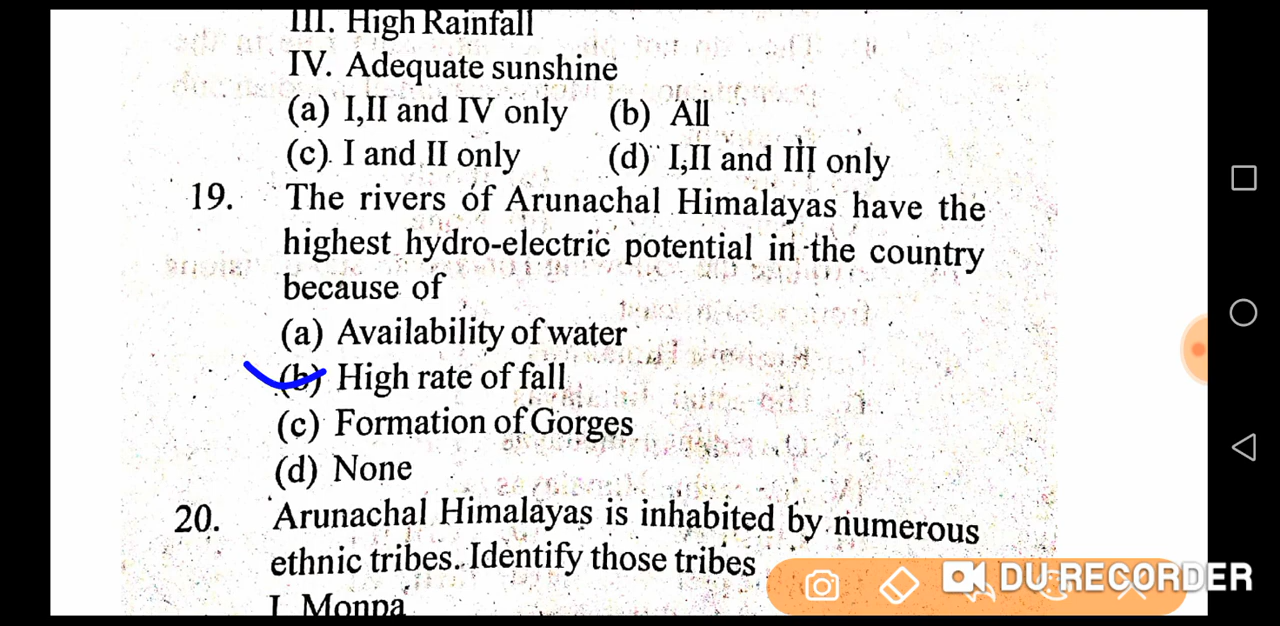 III. High Rainfall
IV. Adequate sunshine
(a) I,II and IV only (b) All
(c) I and II only (d) I,II and III only
19. The rivers of Arunachal Himalayas have the
highest hydro-electric potential in the country
because of
(a) Availability of water
(b) High rate of fall
(c) Formation of Gorges
(d) None
20. Arunachal Himalayas is inhabited by numerous
ethnic tribes. Identify those tribes
I. Monpa
DU RECORDER